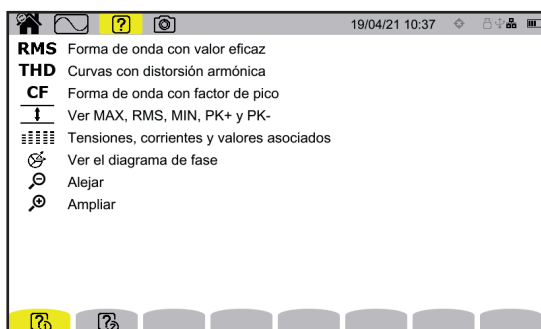 19/04/21 10:37
RMS Forma de onda con valor eficaz
THD Curvas con distorsión armónica
CF Forma de onda con factor de pico
Ver MAX, RMS, MIN, PK+ y PK-
Tensiones, corrientes y valores asociados
Ver el diagrama de fase
Alejar
Ampliar
?1 ?2